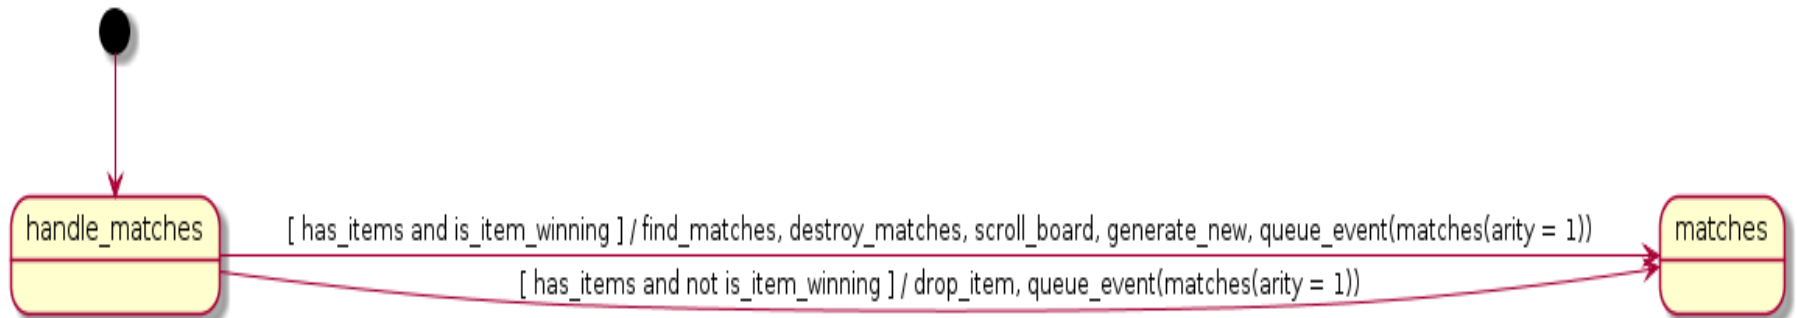 handle_matches
[ has_items and is_item_winning ] / find_matches, destroy_matches, scroll_board, generate_new, queue_event(matches(arity = 1))
matches
[ has_items and not is_item_winning ] / drop_item, queue_event(matches(arity = 1))